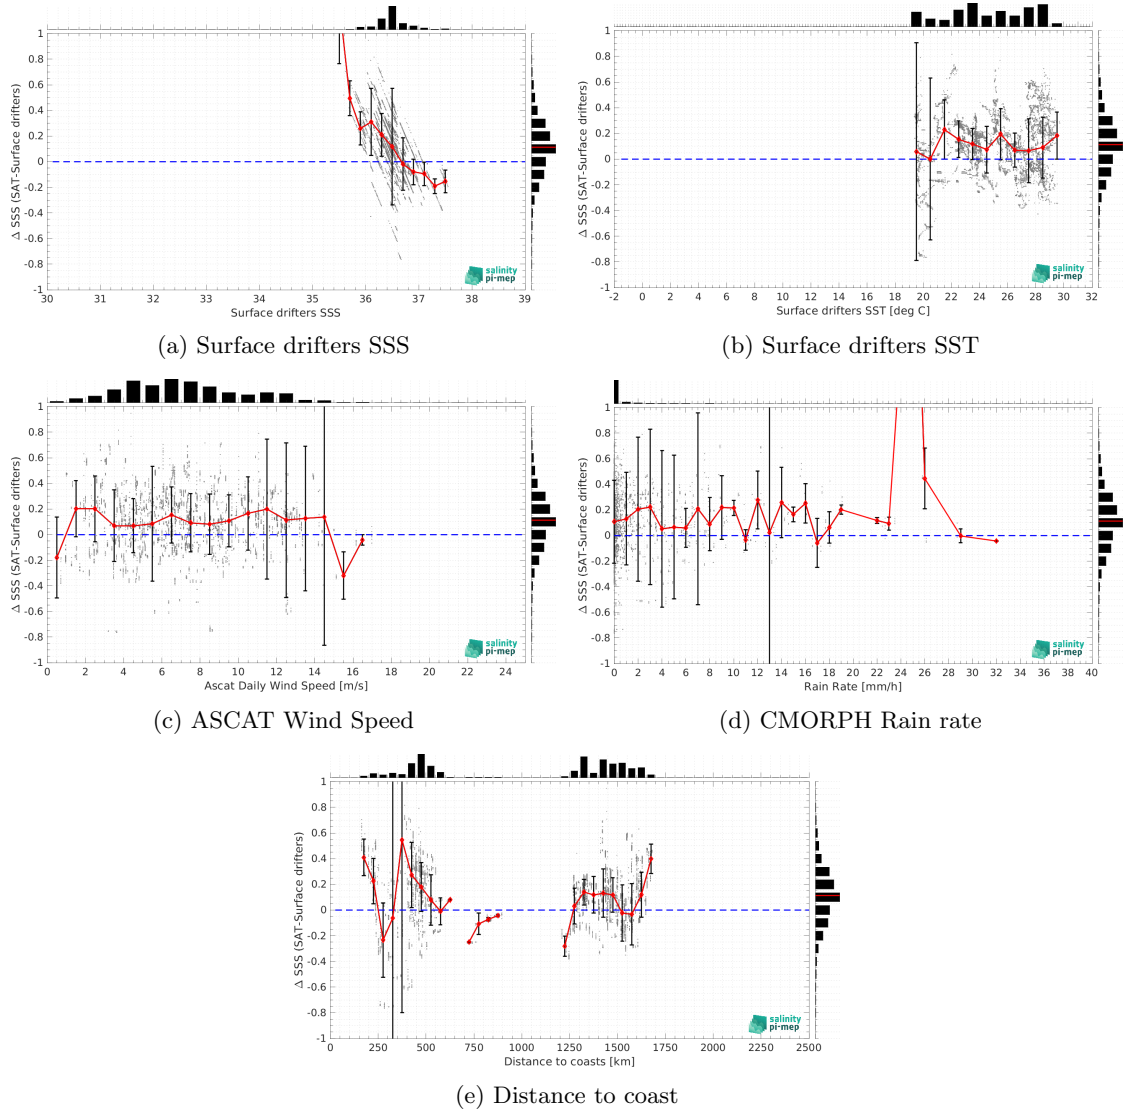 1
0.8
0.6
0.4
0.2
0
-0.2
-0.4
-0.6
-0.8
-1
Δ SSS (SAT-Surface drifters)
salinity
pi-mep
30 31 32 33 34 35 36 37 38 39
Surface drifters SSS
(a) Surface drifters SSS
1
0.8
0.6
0.4
0.2
0
-0.2
-0.4
-0.6
-0.8
-1
Δ SSS (SAT-Surface drifters)
salinity
pi-mep
-2 0 2 4 6 8 10 12 14 16 18 20 22 24 26 28 30 32
Surface drifters SST [deg C]
(b) Surface drifters SST
1
0.8
0.6
0.4
0.2
0
-0.2
-0.4
-0.6
-0.8
-1
Δ SSS (SAT-Surface drifters)
salinity
pi-mep
0 2 4 6 8 10 12 14 16 18 20 22 24
Ascat Daily Wind Speed [m/s]
(c) ASCAT Wind Speed
1
0.8
0.6
0.4
0.2
0
-0.2
-0.4
-0.6
-0.8
-1
Δ SSS (SAT-Surface drifters)
salinity
pi-mep
0 2 4 6 8 10 12 14 16 18 20 22 24 26 28 30 32 34 36 38 40
Rain Rate [mm/h]
(d) CMORPH Rain rate
1
0.8
0.6
0.4
0.2
0
-0.2
-0.4
-0.6
-0.8
-1
Δ SSS (SAT-Surface drifters)
salinity
pi-mep
0 250 500 750 1000 1250 1500 1750 2000 2250 2500
Distance to coasts [km]
(e) Distance to coast